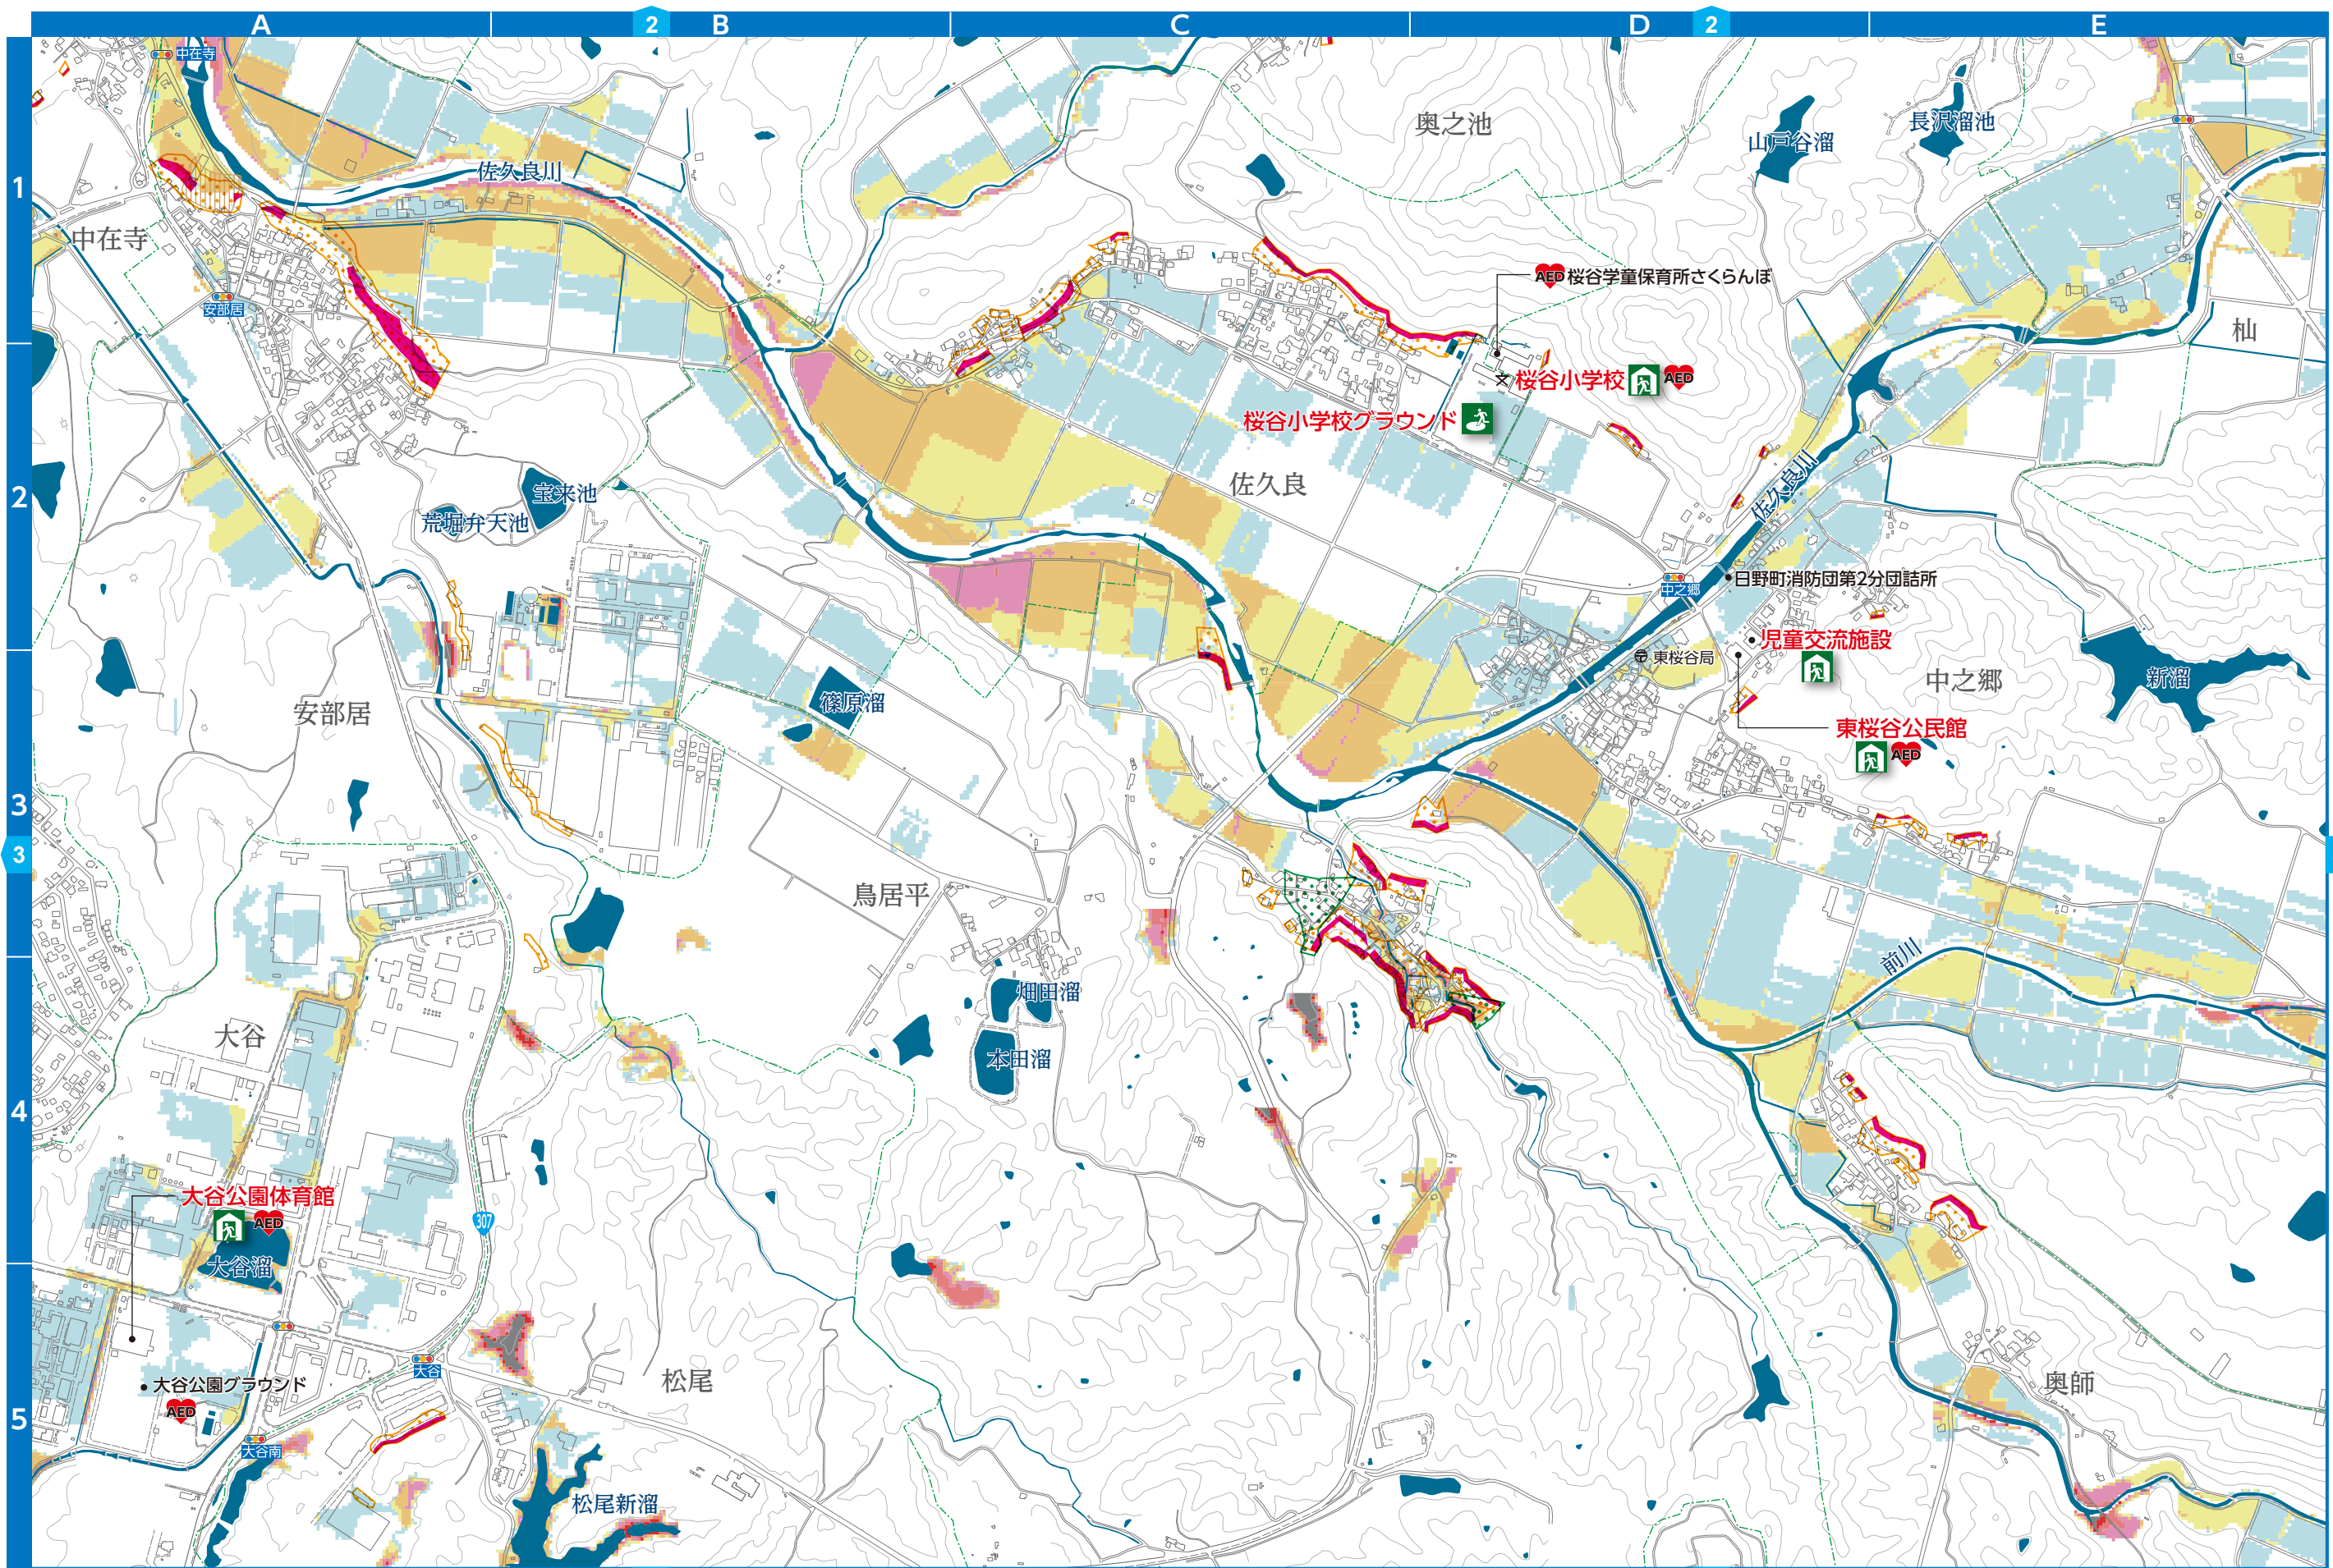 A
2
B
C
D
2
E
1
2
3
3
4
5
中在寺
佐久良川
中在寺
安部居
奥之池
山戸谷溜
長沢溜池
AED 桜谷学童保育所さくらんぼ
杣
桜谷小学校 AED
桜谷小学校グラウンド
佐久良
佐久良川
宝来池
荒堀弁天池
中之郷
日野町消防団第2分団詰所
児童交流施設
〒 東桜谷局
中之郷
新溜
東桜谷公民館
AED
安部居
篠原溜
鳥居平
前川
大谷
畑田溜
本田溜
大谷公園体育館
AED
大谷溜
307
大谷
松尾
奥師
大谷公園グラウンド
AED
大谷南
松尾新溜